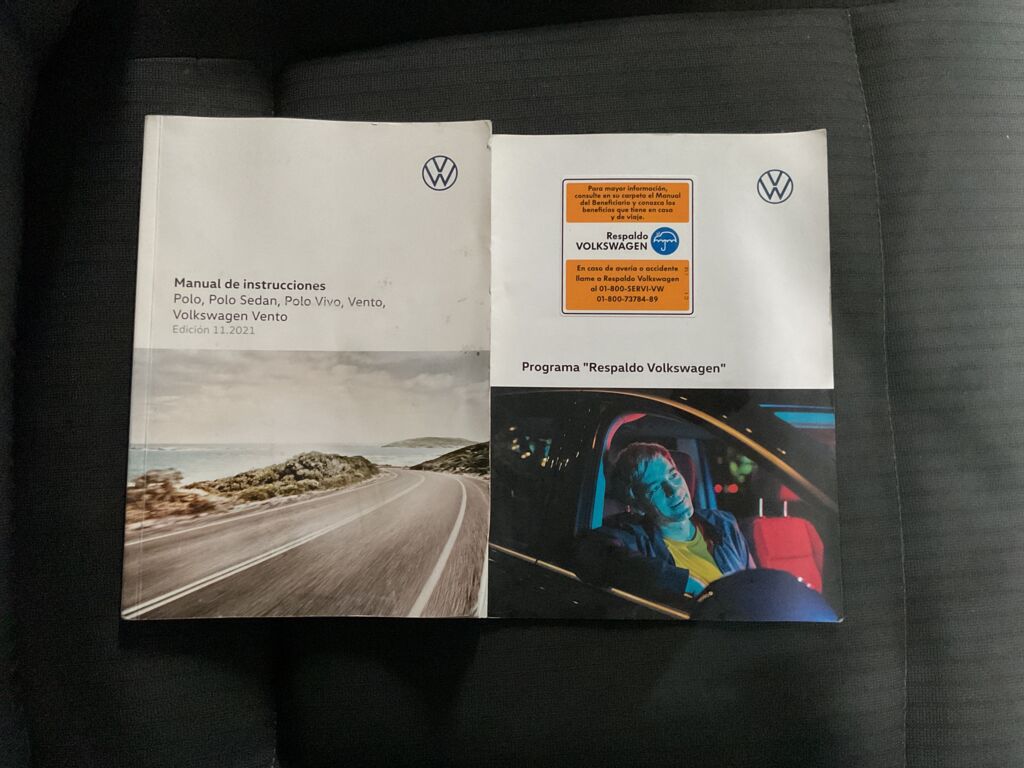 Manual de instrucciones
Polo, Polo Sedan, Polo Vivo, Vento,
Volkswagen Vento
Edición 11.2021
Para mayor información,
consulte en su carpeta el Manual
del Beneficiario y conozca los
beneficios que tiene en casa
y de viaje.
Respaldo
VOLKSWAGEN
En caso de avería o accidente
llame a Respaldo Volkswagen
al 01-800-SERVI-VW
01-800-73784-89
Programa "Respaldo Volkswagen"